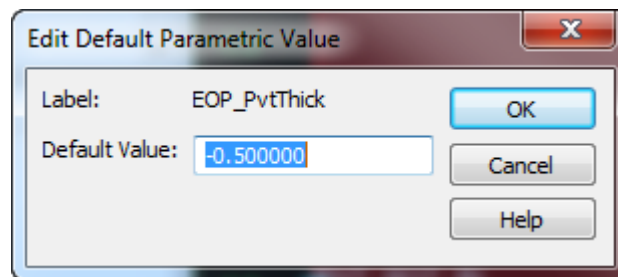 Edit Default Parametric Value
Label: EOP_PvtThick
OK
Default Value: -0.500000
Cancel
Help